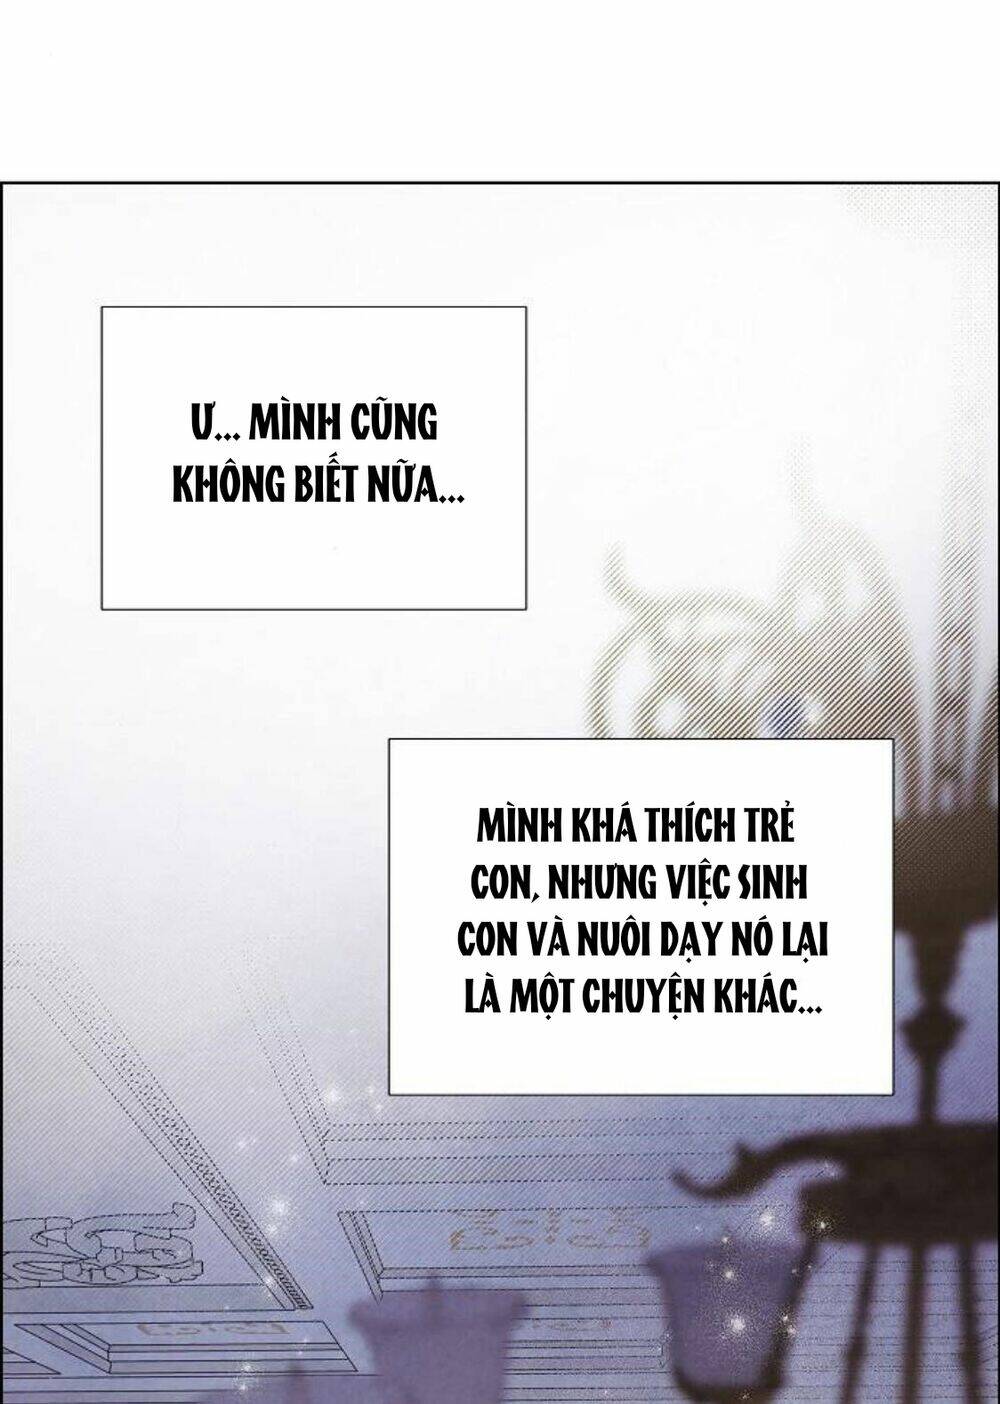 Ư... MÌNH CŨNG
KHÔNG BIẾT NỮA...
MÌNH KHÁ THÍCH TRẺ
CON, NHƯNG VIỆC SINH
CON VÀ NUÔI DẠY NÓ LẠI
LÀ MỘT CHUYỆN KHÁC...